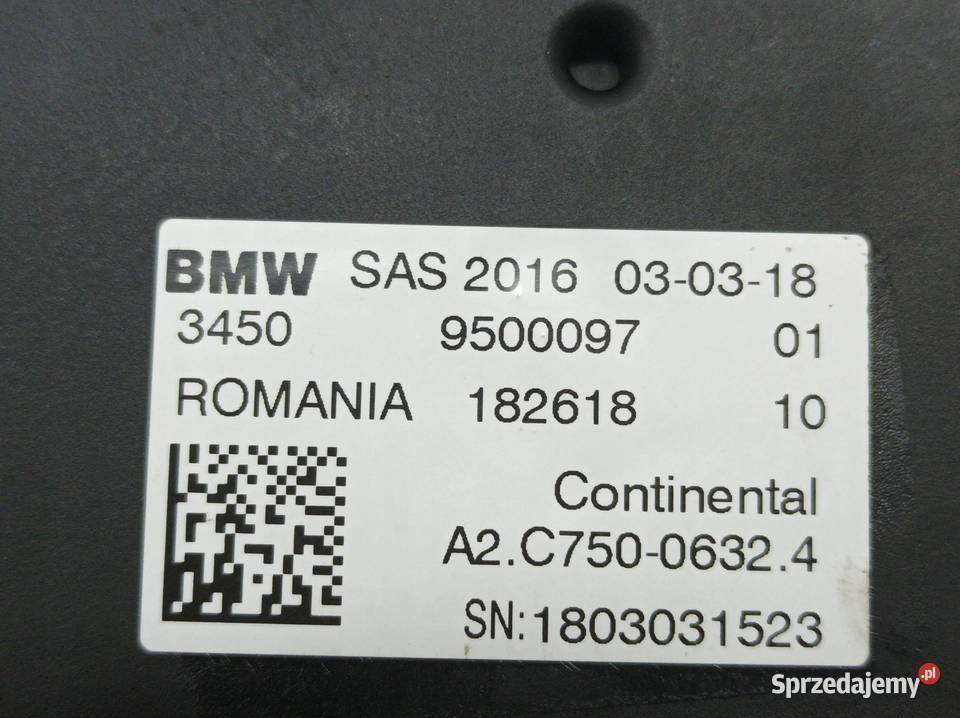 BMW SAS 2016 03-03-18
3450 9500097 01
ROMANIA 182618 10
Continental
A2.C750-0632.4
SN:1803031523
Sprzedajemy.pl